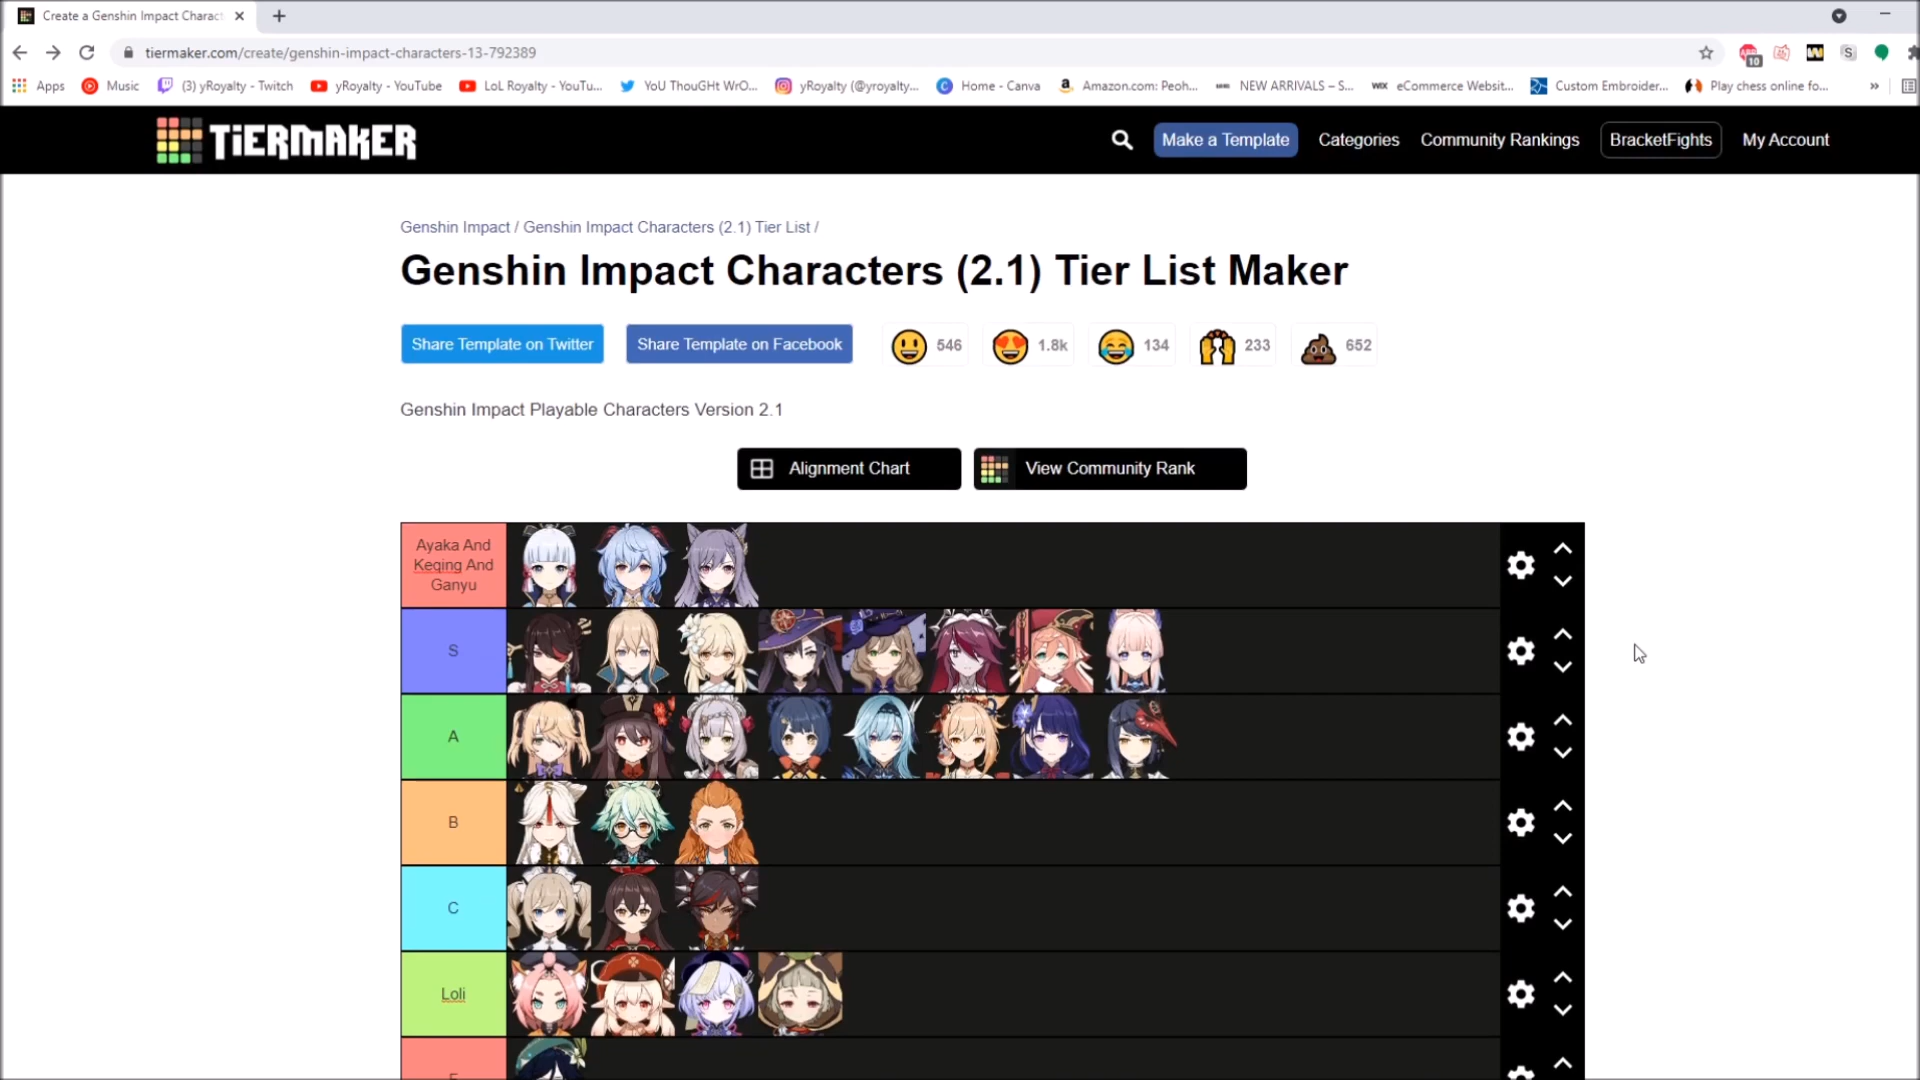 Create a Genshin Impact Charact
tiermaker.com/create/genshin-impact-characters-13-792389
10
S
Apps
Music
(3) yRoyalty - Twitch
yRoyalty - YouTube
LoL Royalty - YouTu...
YoU ThouGHt WrO...
yRoyalty (@yroyalty...
Home - Canva
Amazon.com: Peoh...
NEW ARRIVALS – S...
WIX eCommerce Websit...
Custom Embroider...
Play chess online fo...
TiERMAKER
Make a Template
Categories
Community Rankings
BracketFights
My Account
Genshin Impact / Genshin Impact Characters (2.1) Tier List /
Genshin Impact Characters (2.1) Tier List Maker
Share Template on Twitter
Share Template on Facebook
546
1.8k
134
233
652
Genshin Impact Playable Characters Version 2.1
Alignment Chart
View Community Rank
Ayaka And
Keqing And
Ganyu
S
A
B
C
Loli